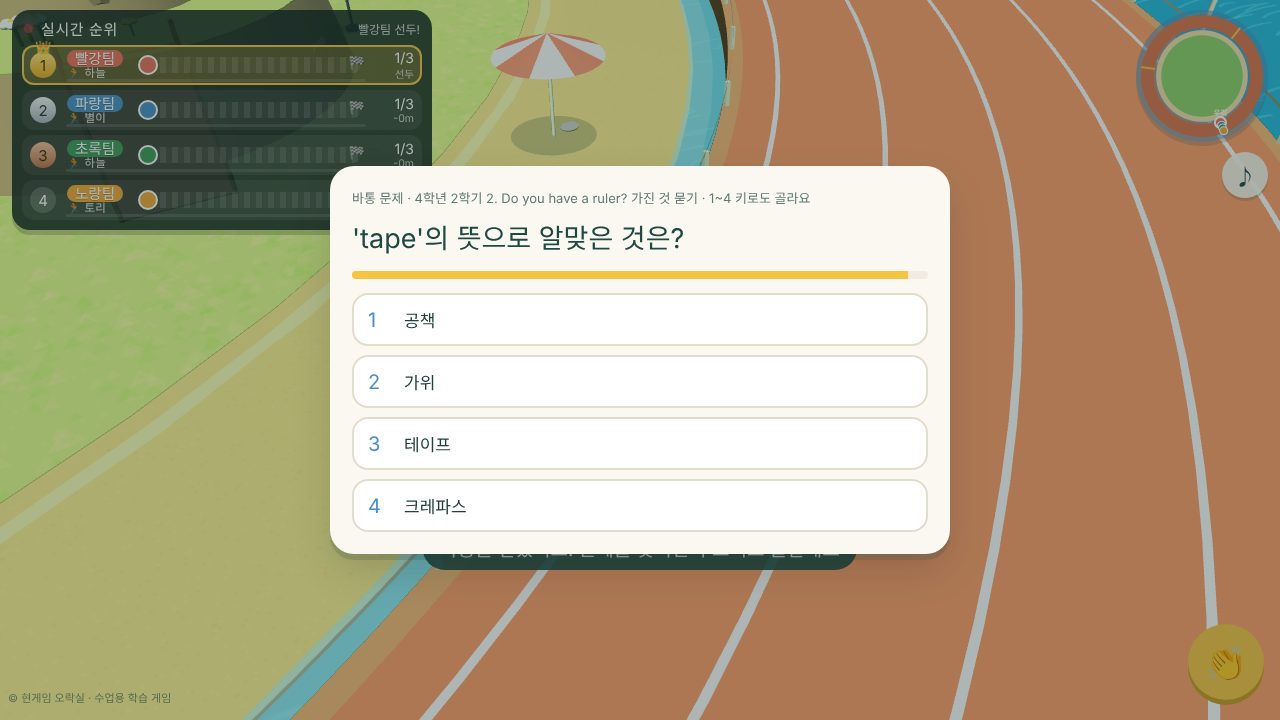 실시간 순위
빨강팀 선두!
1 빨강팀 하늘 1/3 선두
2 파랑팀 별이 1/3 -0m
3 초록팀 하늘 1/3 -0m
4 노랑팀 토리
바통 문제 · 4학년 2학기 2. Do you have a ruler? 가진 것 묻기 · 1~4 키로도 골라요
'tape'의 뜻으로 알맞은 것은?
1 공책
2 가위
3 테이프
4 크레파스
© 현게임 오락실 · 수업용 학습 게임